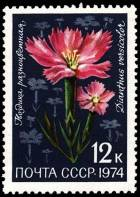 Гвоздика разноцветная.
Dianthus versicolor
12 к
ПОЧТА СССР·1974